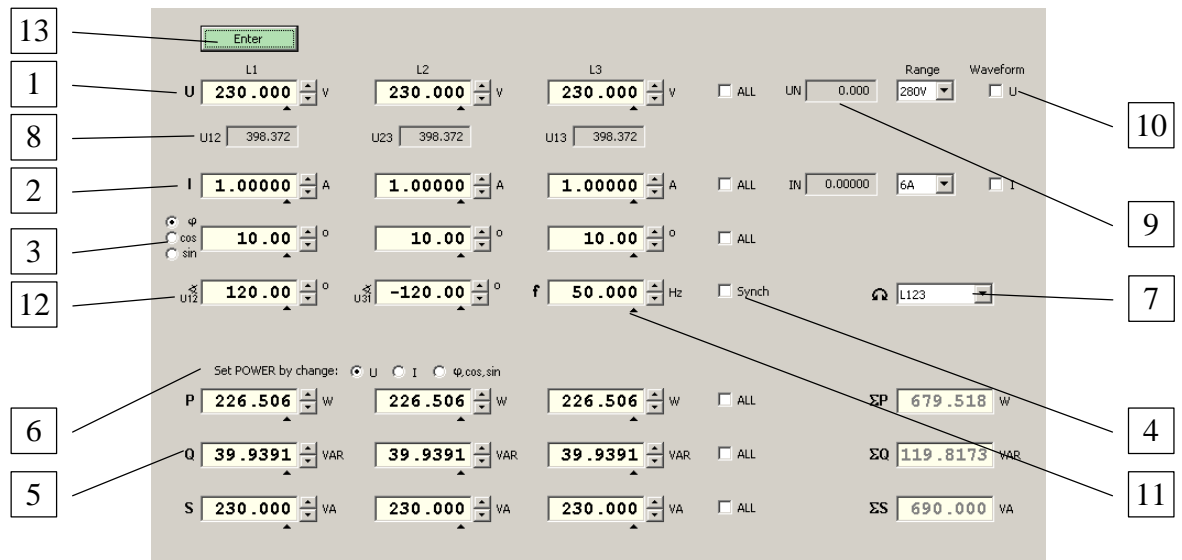 13 Enter
L1 L2 L3 Range Waveform
1 U 230.000 V 230.000 V 230.000 V ALL UN 0.000 280V U
8 U12 398.372 U23 398.372 U13 398.372 10
2 I 1.00000 A 1.00000 A 1.00000 A ALL IN 0.00000 6A I
φ
3 cos 10.00 ° 10.00 ° 10.00 ° ALL 9
sin
12 ∢ U12 120.00 ° ∢ U31 -120.00 ° f 50.000 Hz Synch L123 7
Set POWER by change: U I φ,cos,sin
6 P 226.506 W 226.506 W 226.506 W ALL ΣP 679.518 W 4
5 Q 39.9391 VAR 39.9391 VAR 39.9391 VAR ALL ΣQ 119.8173 VAR
S 230.000 VA 230.000 VA 230.000 VA ALL ΣS 690.000 VA 11